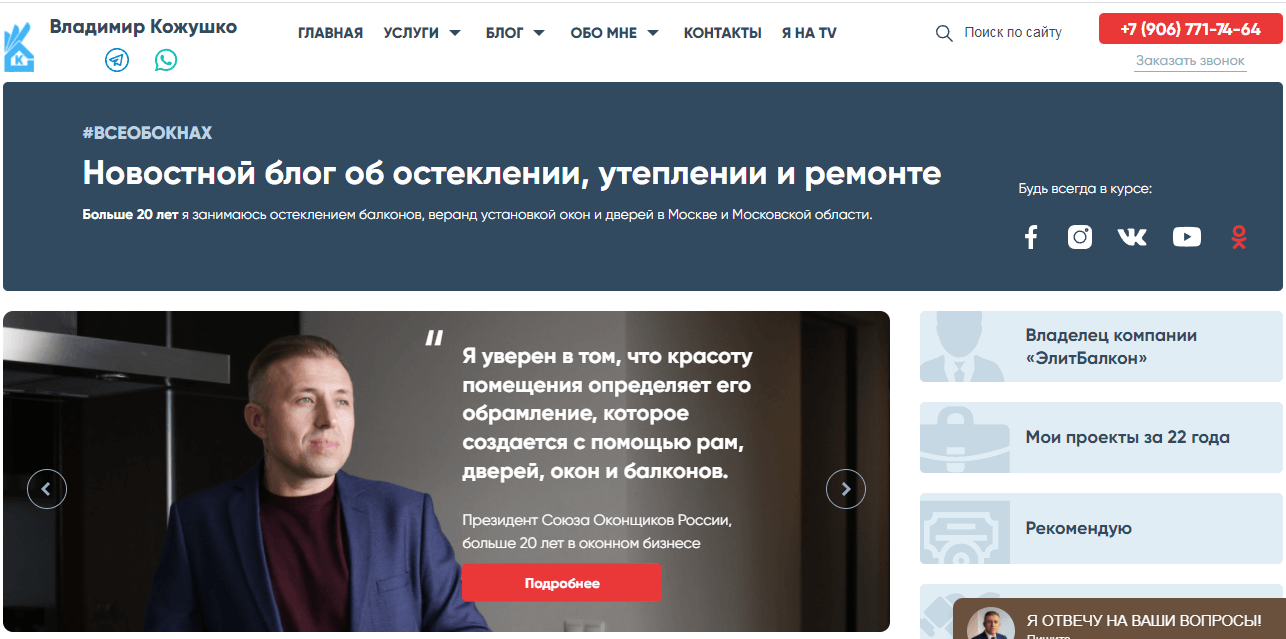 Владимир Кожушко
ГЛАВНАЯ УСЛУГИ БЛОГ ОБО МНЕ КОНТАКТЫ Я НА TV
Поиск по сайту
+7 (906) 771-74-64
Заказать звонок
#ВСЕОБОКНАХ
Новостной блог об остеклении, утеплении и ремонте
Больше 20 лет я занимаюсь остеклением балконов, веранд установкой окон и дверей в Москве и Московской области.
Будь всегда в курсе:
Я уверен в том, что красоту
помещения определяет его
обрамление, которое
создается с помощью рам,
дверей, окон и балконов.
Президент Союза Оконщиков России,
больше 20 лет в оконном бизнесе
Подробнее
Владелец компании
«ЭлитБалкон»
Мои проекты за 22 года
Рекомендую
Я ОТВЕЧУ НА ВАШИ ВОПРОСЫ!
Пишите